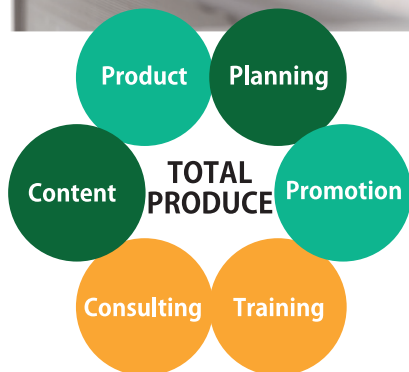 Product
Planning
Content
TOTAL
PRODUCE
Promotion
Consulting
Training